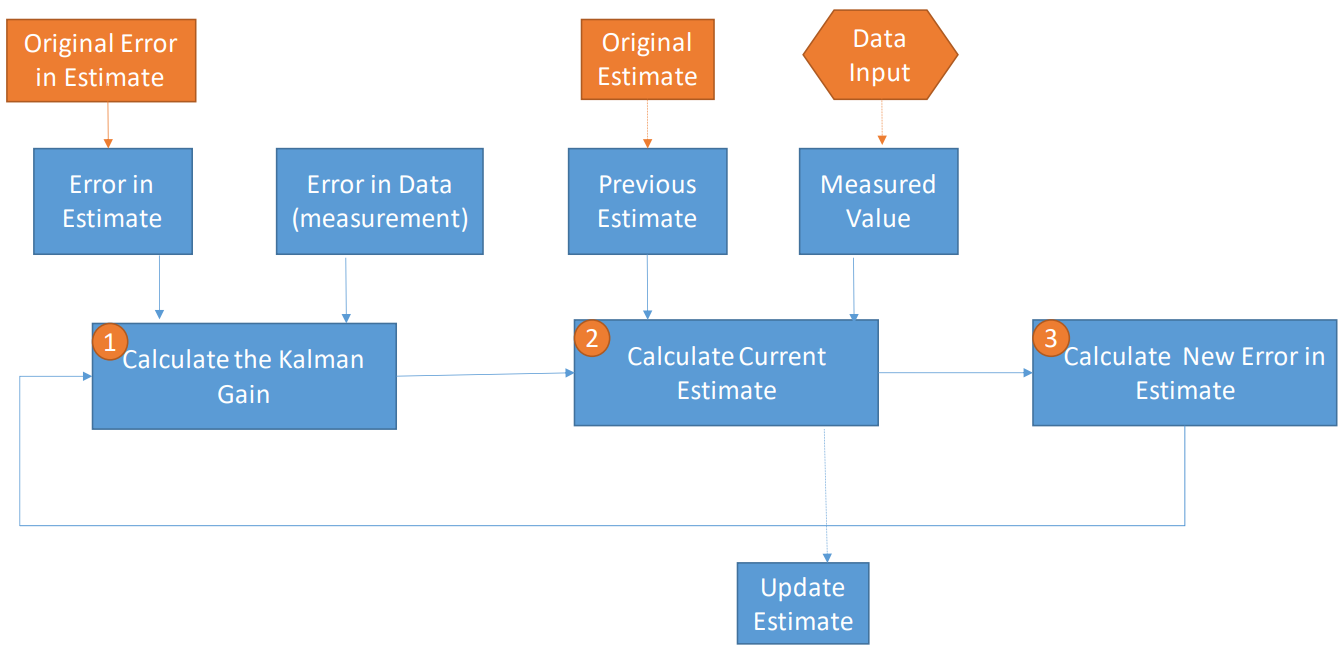 Original Error
in Estimate
Original
Estimate
Data
Input
Error in
Estimate
Error in Data
(measurement)
Previous
Estimate
Measured
Value
1
Calculate the Kalman
Gain
2
Calculate Current
Estimate
3
Calculate New Error in
Estimate
Update
Estimate